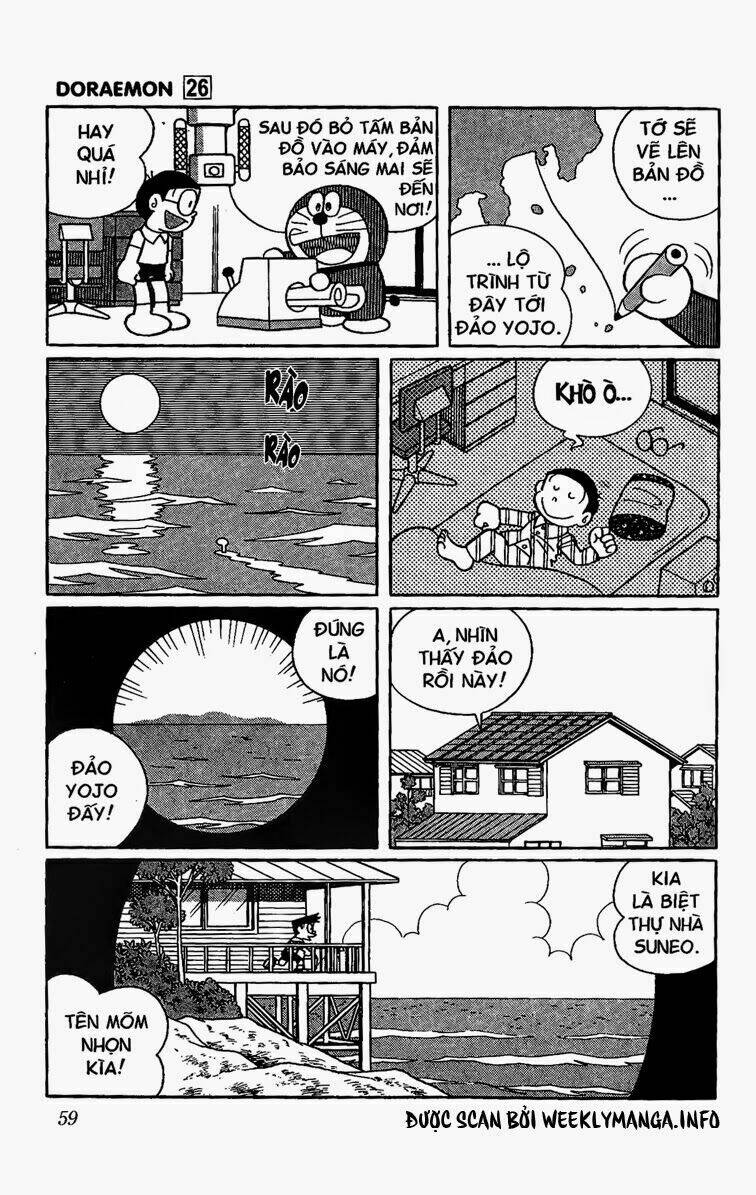 DORAEMON 26
TỚ SẼ
VẼ LÊN
BẢN ĐỒ
...
... LỘ
TRÌNH TỪ
ĐÂY TỚI
ĐẢO YOJO.
SAU ĐÓ BỎ TẤM BẢN
ĐỒ VÀO MÁY, ĐẢM
BẢO SÁNG MAI SẼ
ĐẾN
NƠI!
HAY
QUÁ
NHỈ!
KHÒ Ò...
RÀO
RÀO
A, NHÌN
THẤY ĐẢO
RỒI NÀY!
ĐÚNG
LÀ
NÓ!
ĐẢO
YOJO
ĐẤY!
KIA
LÀ BIỆT
THỰ NHÀ
SUNEO.
TÊN MÕM
NHỌN
KÌA!
59
ĐƯỢC SCAN BỞI WEEKLYMANGA.INFO